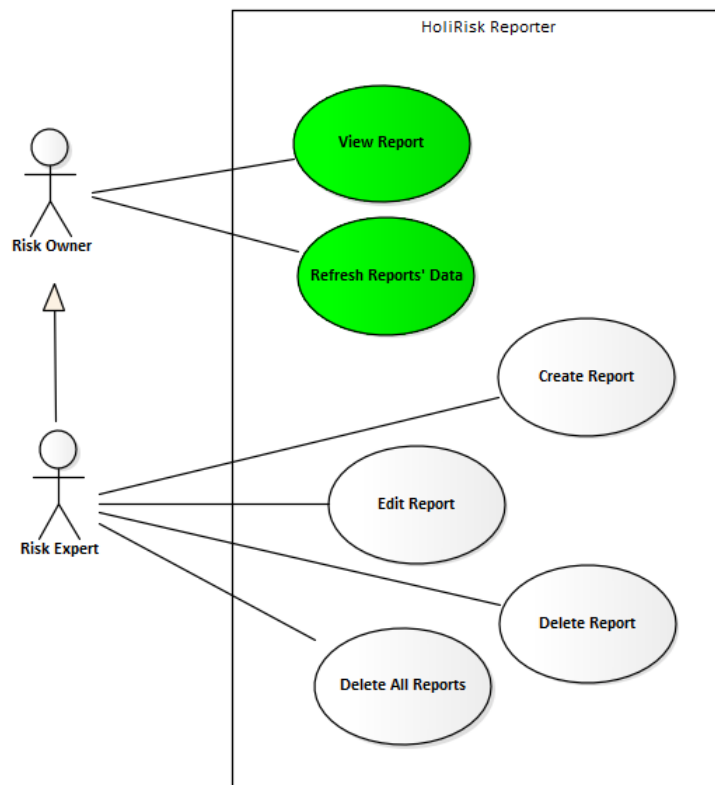 HoliRisk Reporter
View Report
Risk Owner
Refresh Reports' Data
Create Report
Edit Report
Risk Expert
Delete Report
Delete All Reports